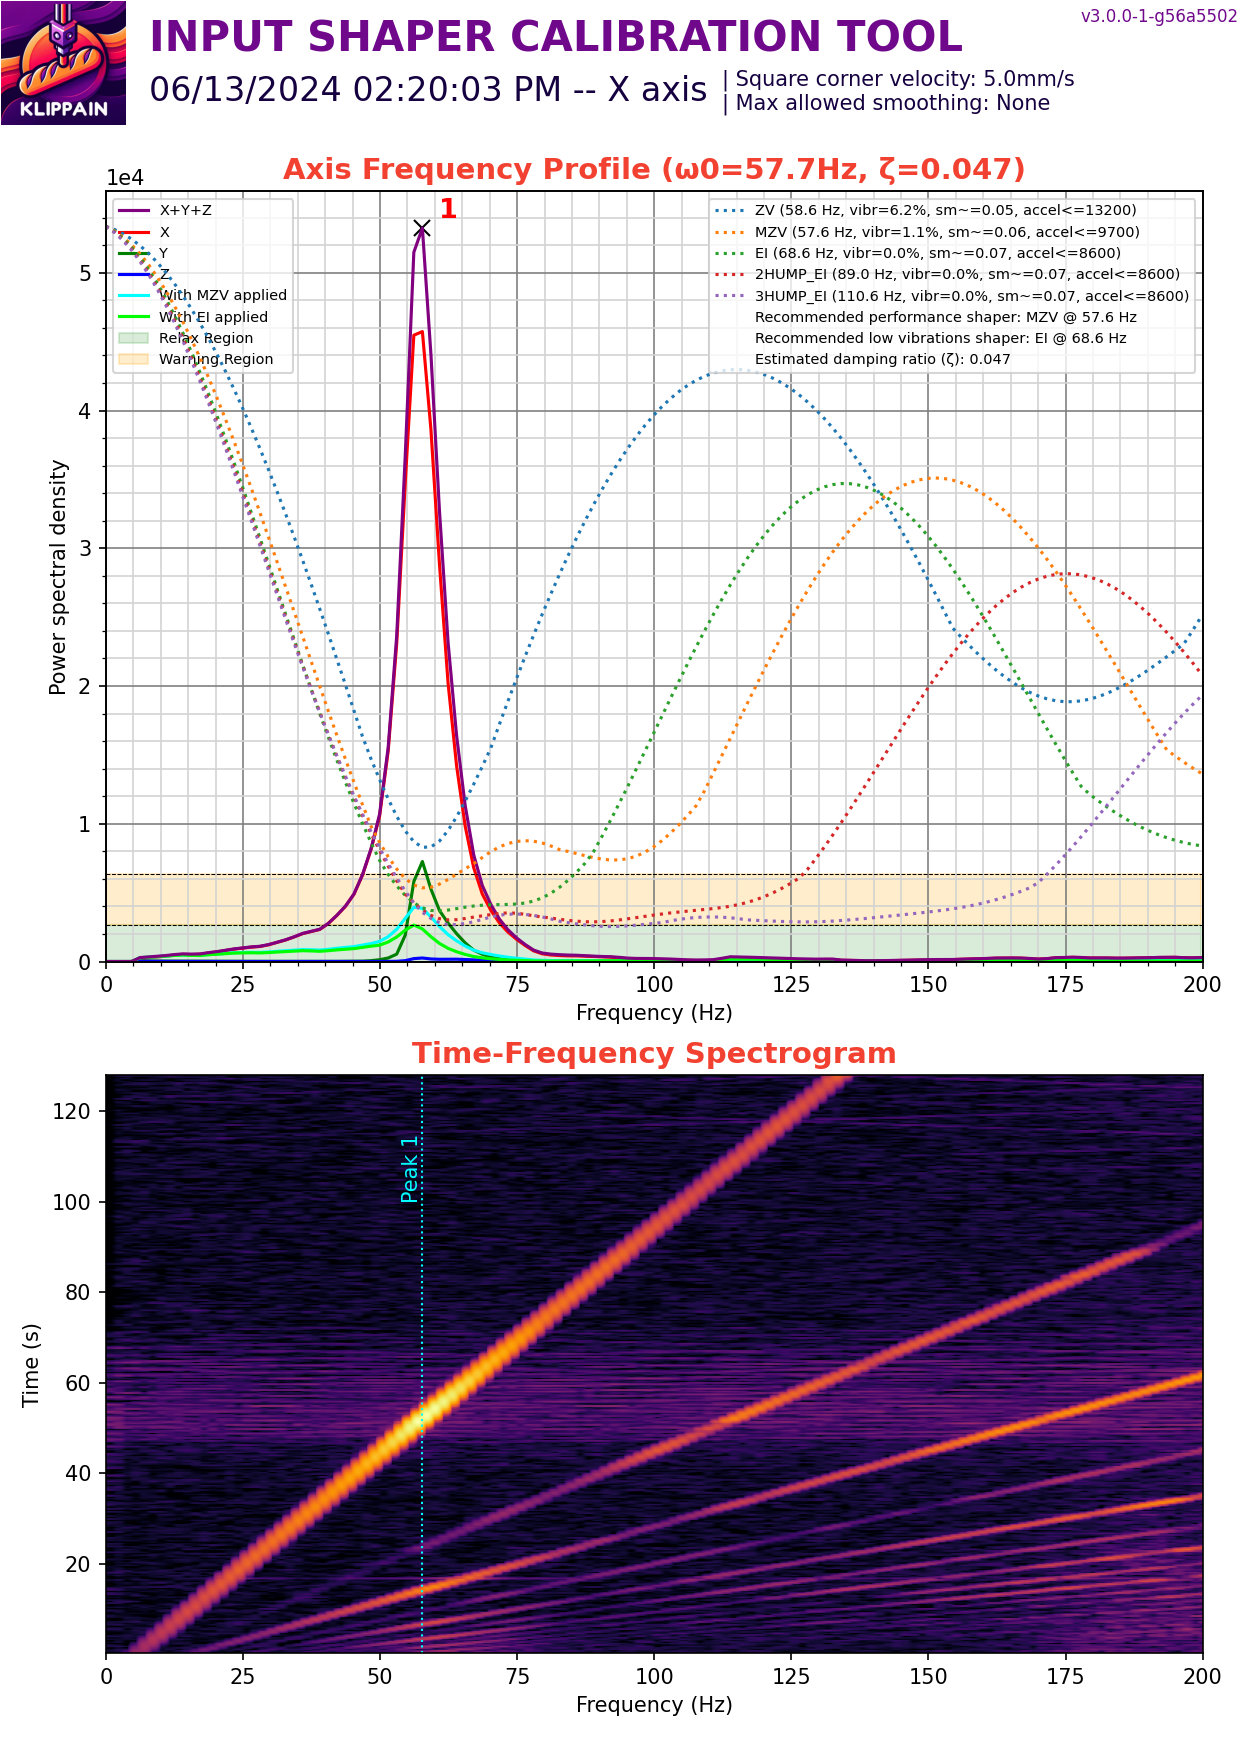 v3.0.0-1-g56a5502
INPUT SHAPER CALIBRATION TOOL
06/13/2024 02:20:03 PM -- X axis
| Square corner velocity: 5.0mm/s
| Max allowed smoothing: None
KLIPPAIN
Axis Frequency Profile (ω0=57.7Hz, ζ=0.047)
1e4
1
X+Y+Z
X
Y
Z
With MZV applied
With EI applied
Relax Region
Warning Region
ZV (58.6 Hz, vibr=6.2%, sm~=0.05, accel<=13200)
MZV (57.6 Hz, vibr=1.1%, sm~=0.06, accel<=9700)
EI (68.6 Hz, vibr=0.0%, sm~=0.07, accel<=8600)
2HUMP_EI (89.0 Hz, vibr=0.0%, sm~=0.07, accel<=8600)
3HUMP_EI (110.6 Hz, vibr=0.0%, sm~=0.07, accel<=8600)
Recommended performance shaper: MZV @ 57.6 Hz
Recommended low vibrations shaper: EI @ 68.6 Hz
Estimated damping ratio (ζ): 0.047
Power spectral density
5
4
3
2
1
0
0 25 50 75 100 125 150 175 200
Frequency (Hz)
Time-Frequency Spectrogram
Peak 1
Time (s)
120
100
80
60
40
20
0 25 50 75 100 125 150 175 200
Frequency (Hz)